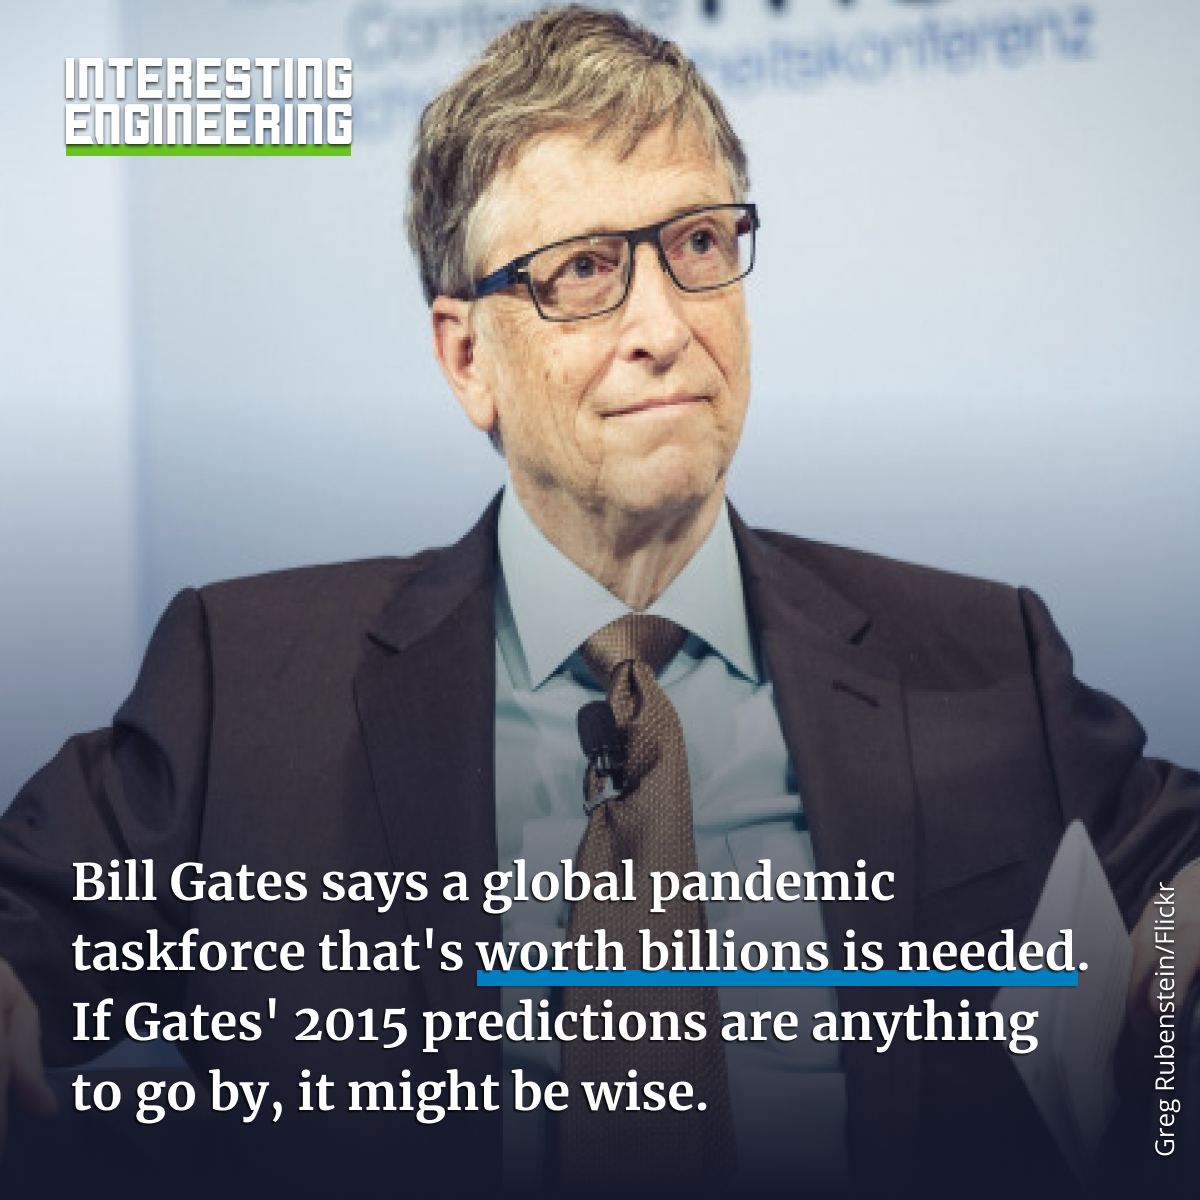 INTERESTING
ENGINEERING
Bill Gates says a global pandemic
taskforce that's worth billions is needed.
If Gates' 2015 predictions are anything
to go by, it might be wise.
Greg Rubenstein/Flickr